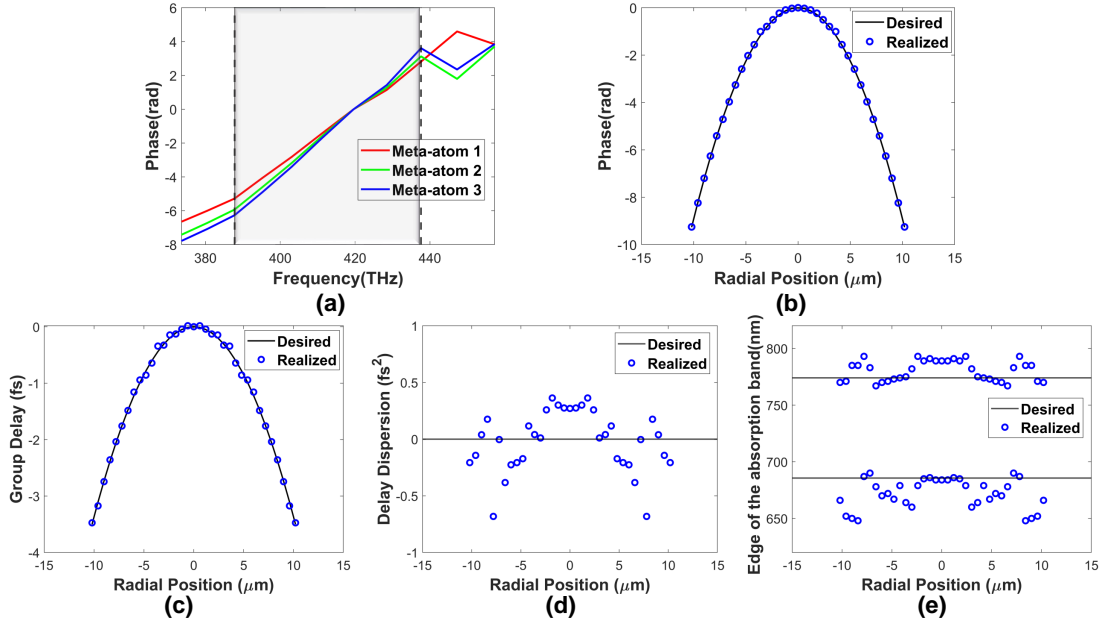 6
4
2
0
-2
-4
-6
-8
Phase(rad)
Meta-atom 1
Meta-atom 2
Meta-atom 3
380
400
420
440
Frequency(THz)
(a)
0
-2
-4
-6
-8
-10
Phase(rad)
Desired
Realized
-15
-10
-5
0
5
10
15
Radial Position (μm)
(b)
0
-1
-2
-3
-4
Group Delay (fs)
Desired
Realized
-15
-10
-5
0
5
10
15
Radial Position (μm)
(c)
1
0.5
0
-0.5
-1
Delay Dispersion (fs²)
Desired
Realized
-15
-10
-5
0
5
10
15
Radial Position (μm)
(d)
800
750
700
650
Edge of the absorption band(nm)
Desired
Realized
-15
-10
-5
0
5
10
15
Radial Position (μm)
(e)